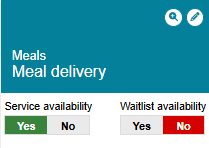 Meals
Meal delivery
Service availability Waitlist availability
Yes No Yes No